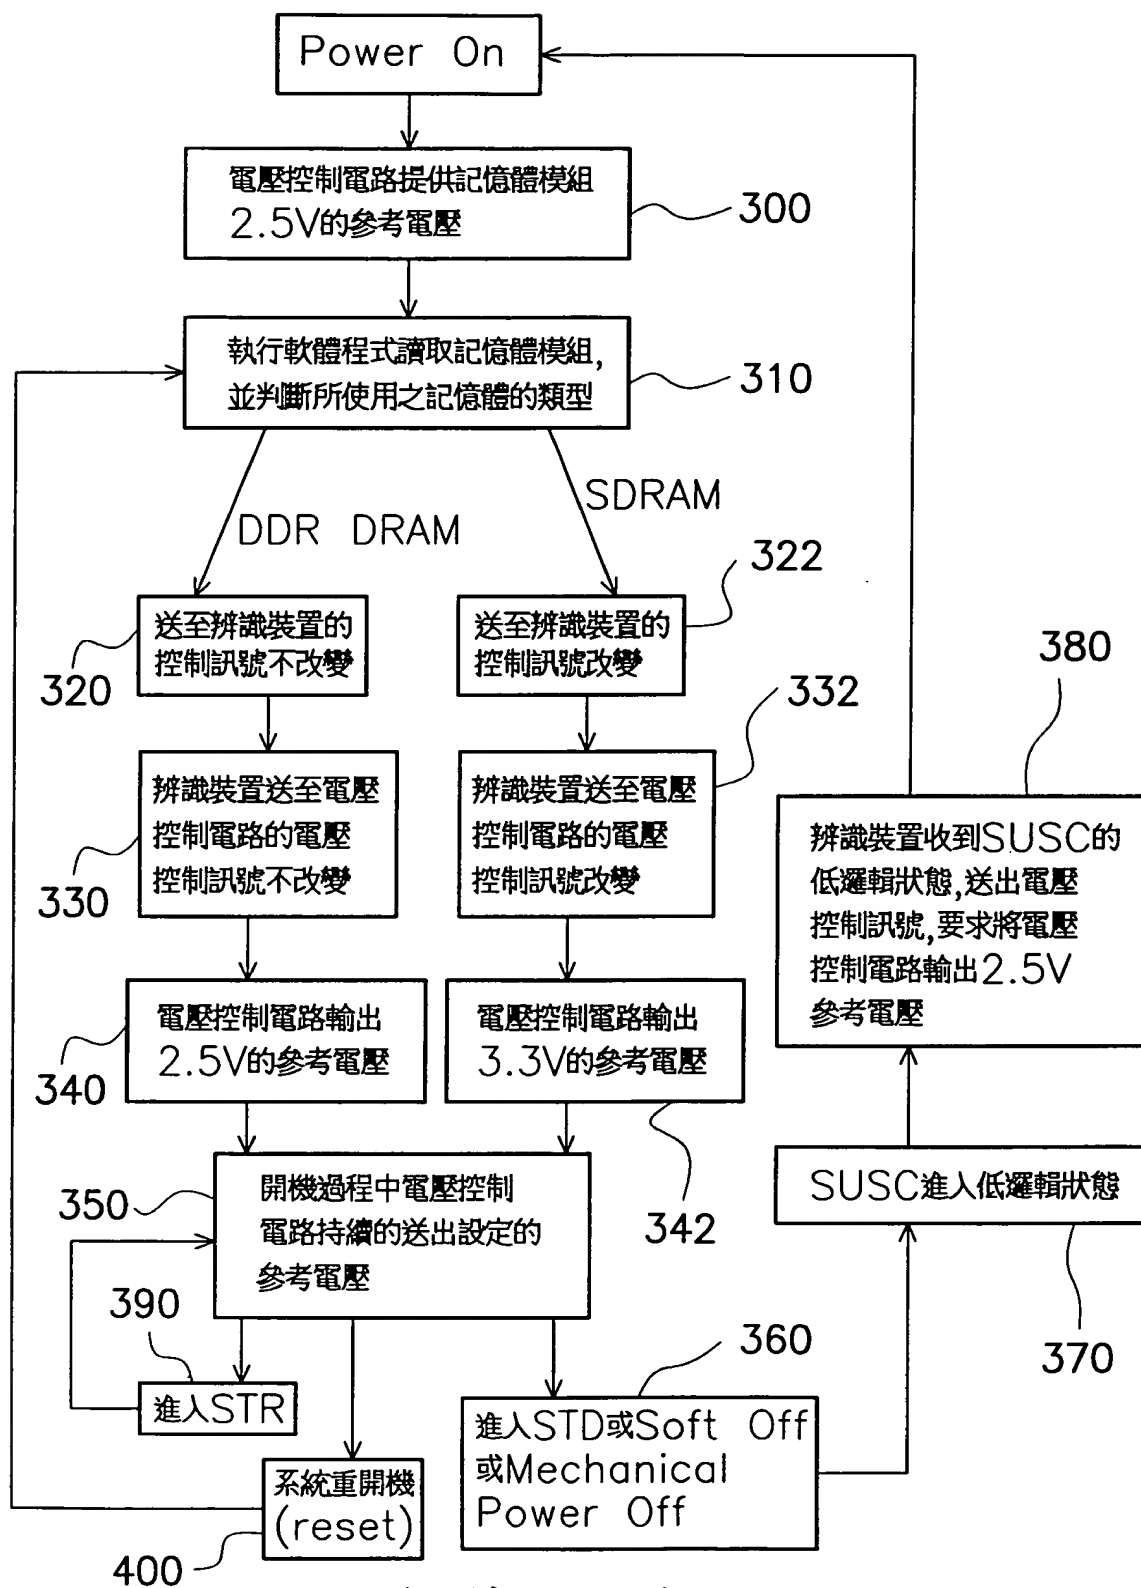 Power On
電壓控制電路提供記憶體模組
2.5V的參考電壓
300
執行軟體程式讀取記憶體模組,
並判斷所使用之記憶體的類型
310
DDR DRAM
SDRAM
送至辨識裝置的
控制訊號不改變
320
送至辨識裝置的
控制訊號改變
322
辨識裝置送至電壓
控制電路的電壓
控制訊號不改變
330
辨識裝置送至電壓
控制電路的電壓
控制訊號改變
332
電壓控制電路輸出
2.5V的參考電壓
340
電壓控制電路輸出
3.3V的參考電壓
342
開機過程中電壓控制
電路持續的送出設定的
參考電壓
350
進入STR
390
系統重開機
(reset)
400
進入STD或Soft Off
或Mechanical
Power Off
360
SUSC進入低邏輯狀態
370
辨識裝置收到SUSC的
低邏輯狀態,送出電壓
控制訊號,要求將電壓
控制電路輸出2.5V
參考電壓
380